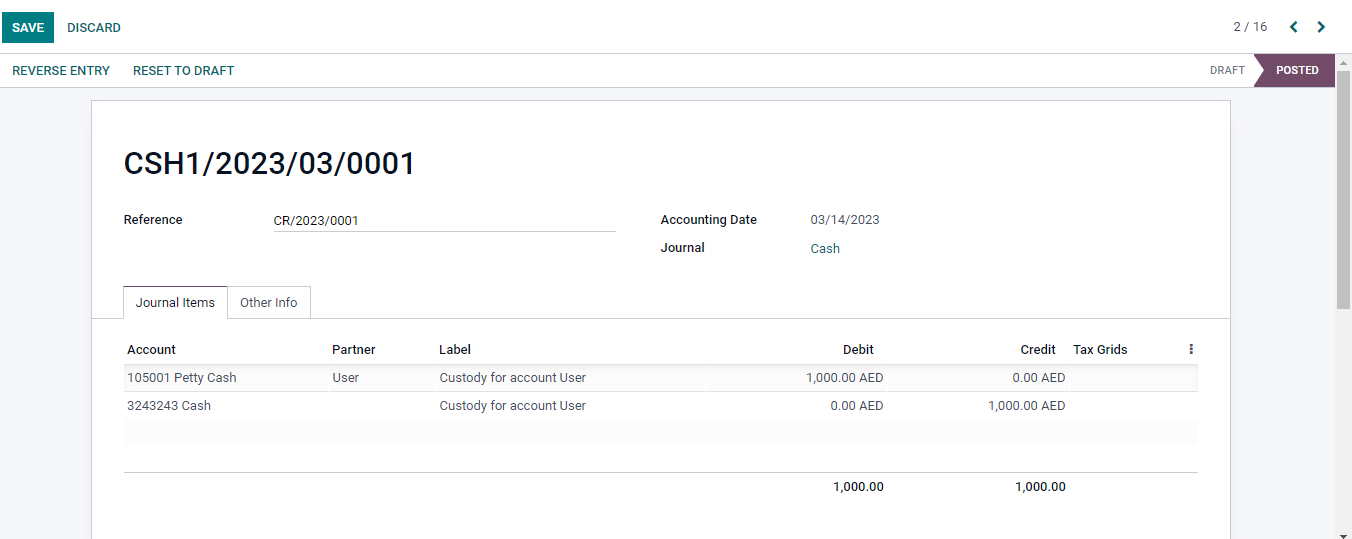 SAVE DISCARD 2 / 16
REVERSE ENTRY RESET TO DRAFT DRAFT POSTED
CSH1/2023/03/0001
Reference CR/2023/0001 Accounting Date 03/14/2023
Journal Cash
Journal Items Other Info
Account Partner Label Debit Credit Tax Grids
105001 Petty Cash User Custody for account User 1,000.00 AED 0.00 AED
3243243 Cash Custody for account User 0.00 AED 1,000.00 AED
1,000.00 1,000.00